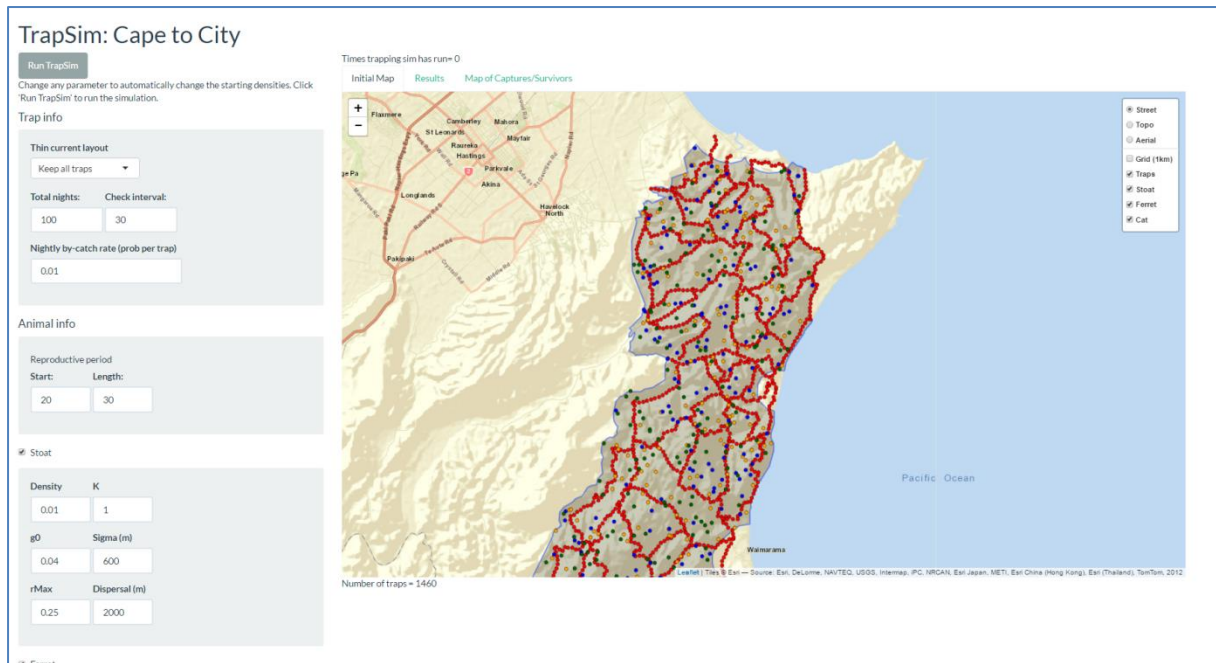 TrapSim: Cape to City
Run TrapSim
Change any parameter to automatically change the starting densities. Click
'Run TrapSim' to run the simulation.
Trap info
Thin current layout
Keep all traps
Total nights: Check interval:
100 30
Nightly by-catch rate (prob per trap)
0.01
Animal info
Reproductive period
Start: Length:
20 30
Stoat
Density K
0.01 1
g0 Sigma (m)
0.04 600
rMax Dispersal (m)
0.25 2000
Times trapping sim has run= 0
Initial Map Results Map of Captures/Survivors
+
−
Flaxmere
Camberley Mahora
St Leonards Mayfair
Raureka
Hastings
Parkvale
2
Akina
ge Pa
Longlands
Havelock
North
Pakipaki
Middle Rd
Street
Topo
Aerial
Grid (1km)
Traps
Stoat
Ferret
Cat
Pacific Ocean
Waimarama
Leaflet | Tiles © Esri — Source: Esri, DeLorme, NAVTEQ, USGS, Intermap, iPC, NRCAN, Esri Japan, METI, Esri China (Hong Kong), Esri (Thailand), TomTom, 2012
Number of traps = 1460